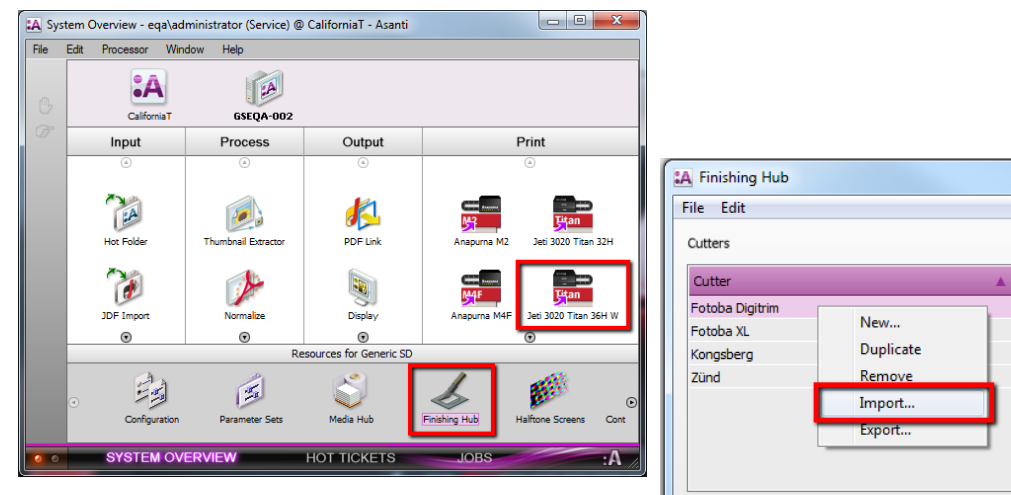 System Overview - eqa\administrator (Service) @ CaliforniaT - Asanti
File Edit Processor Window Help
:A
CaliforniaT
:A
GSEQA-002
Input Process Output Print
:A
M2
Titan
Hot Folder Thumbnail Extractor PDF Link Anapurna M2 Jeti 3020 Titan 32H
M4F
Titan
JDF Import Normalize Display Anapurna M4F Jeti 3020 Titan 36H W
Resources for Generic SD
Configuration Parameter Sets Media Hub Finishing Hub Halftone Screens Cont
SYSTEM OVERVIEW HOT TICKETS JOBS :A
:A Finishing Hub
File Edit
Cutters
Cutter
Fotoba Digitrim
Fotoba XL
Kongsberg
Zünd
New...
Duplicate
Remove
Import...
Export...